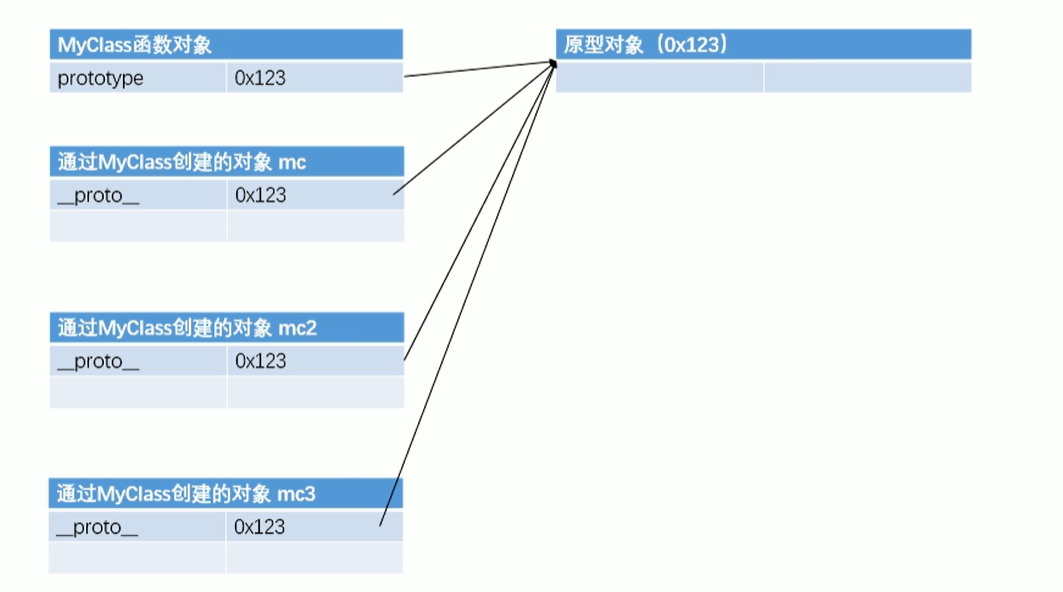 MyClass函数对象
prototype 0x123
原型对象（0x123）
通过MyClass创建的对象 mc
__proto__ 0x123
通过MyClass创建的对象 mc2
__proto__ 0x123
通过MyClass创建的对象 mc3
__proto__ 0x123